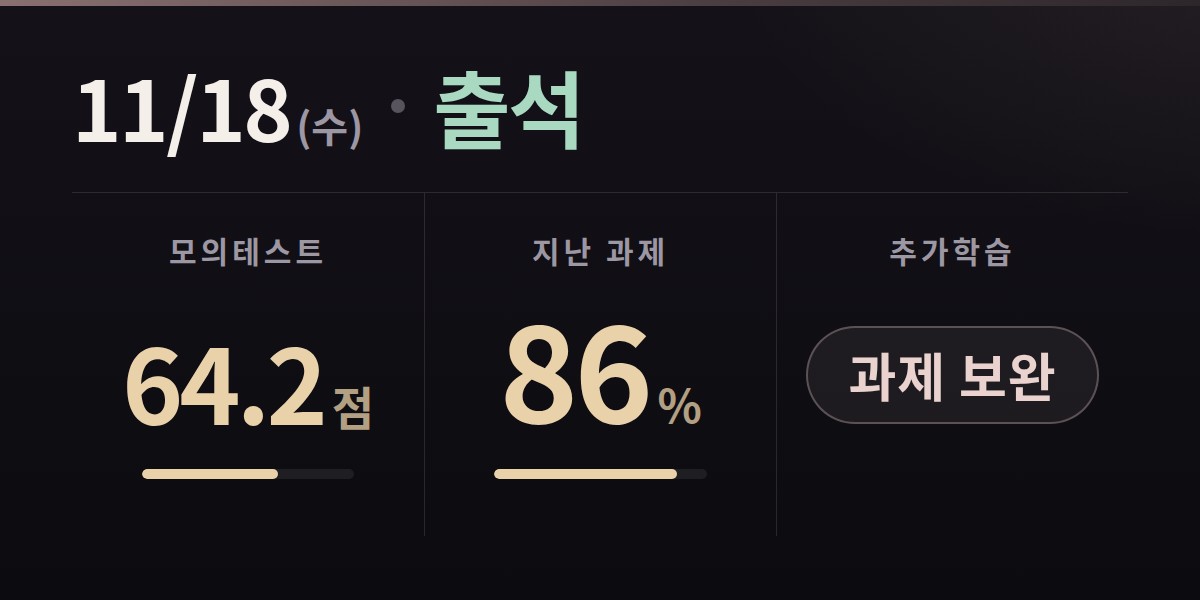 11/18(수) • 출석
모의테스트
64.2점
지난 과제
86%
추가학습
과제 보완